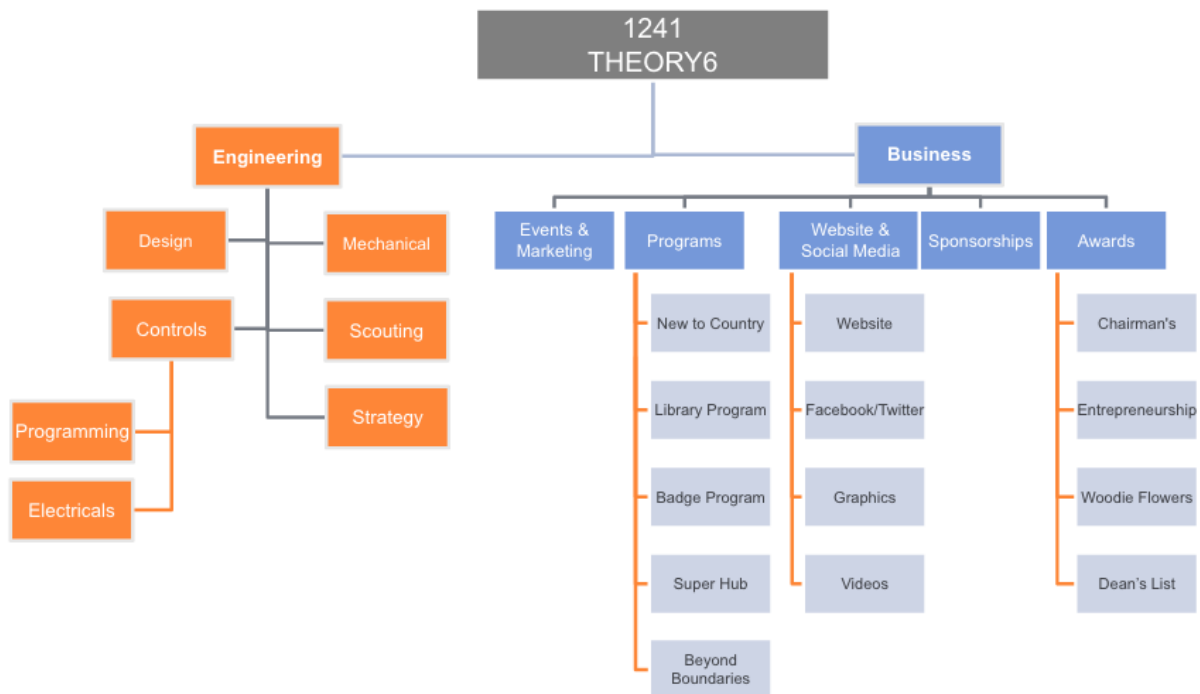 1241
THEORY6
Engineering
Business
Design
Mechanical
Controls
Scouting
Strategy
Programming
Electricals
Events &
Marketing
Programs
Website &
Social Media
Sponsorships
Awards
New to Country
Library Program
Badge Program
Super Hub
Beyond
Boundaries
Website
Facebook/Twitter
Graphics
Videos
Chairman's
Entrepreneurship
Woodie Flowers
Dean’s List